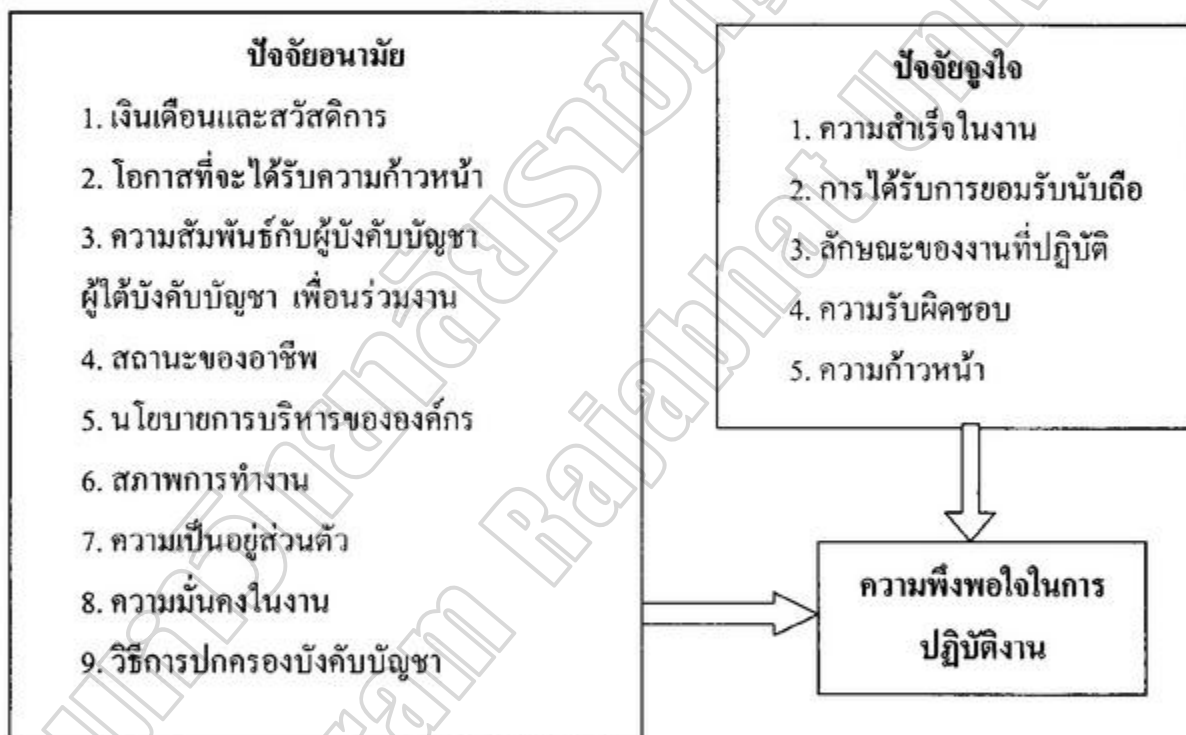 ปัจจัยอนามัย
1. เงินเดือนและสวัสดิการ
2. โอกาสที่จะได้รับความก้าวหน้า
3. ความสัมพันธ์กับผู้บังคับบัญชา
ผู้ใต้บังคับบัญชา เพื่อนร่วมงาน
4. สถานะของอาชีพ
5. นโยบายการบริหารขององค์กร
6. สภาพการทำงาน
7. ความเป็นอยู่ส่วนตัว
8. ความมั่นคงในงาน
9. วิธีการปกครองบังคับบัญชา
ปัจจัยจูงใจ
1. ความสำเร็จในงาน
2. การได้รับการยอมรับนับถือ
3. ลักษณะของงานที่ปฏิบัติ
4. ความรับผิดชอบ
5. ความก้าวหน้า
ความพึงพอใจในการ
ปฏิบัติงาน
Rajabhat